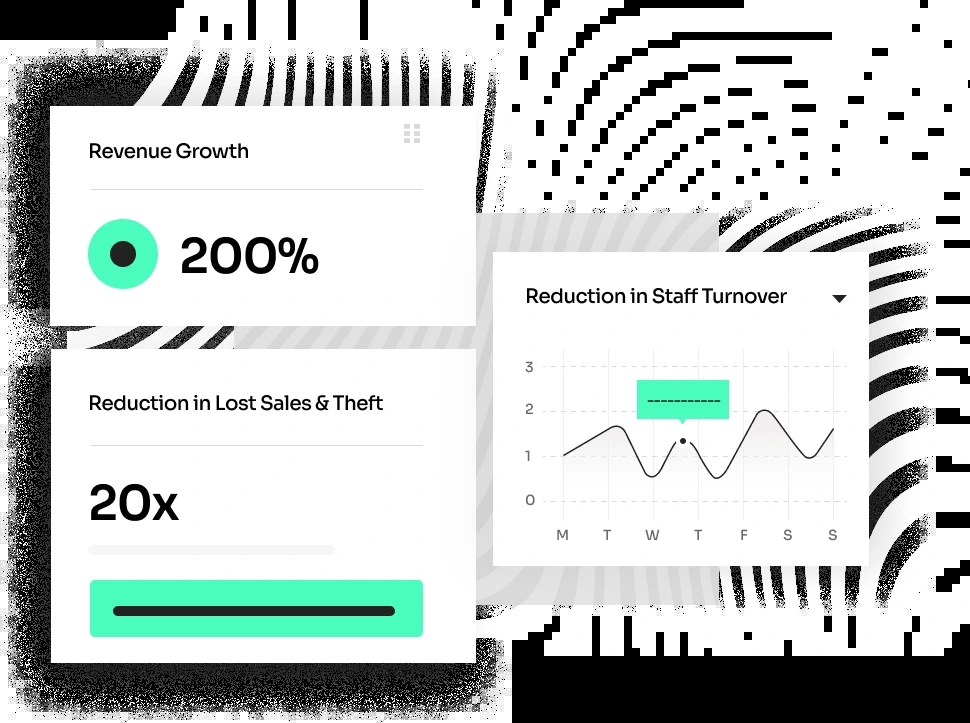 Revenue Growth
200%
Reduction in Lost Sales & Theft
20x
Reduction in Staff Turnover
3
2
1
0
M T W T F S S